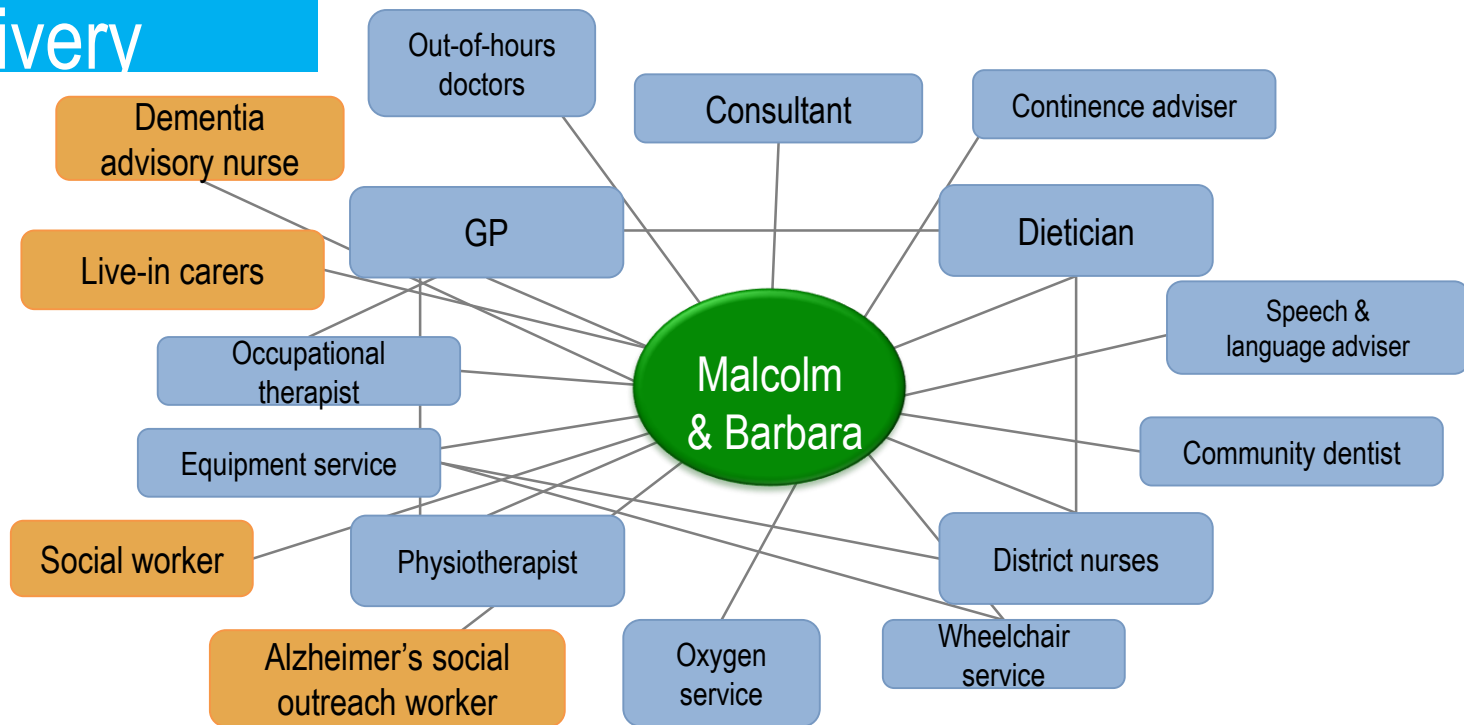 ivery
Out-of-hours
doctors
Consultant
Continence adviser
Dementia
advisory nurse
GP
Dietician
Live-in carers
Speech &
language adviser
Occupational
therapist
Malcolm
& Barbara
Equipment service
Community dentist
Social worker
Physiotherapist
District nurses
Alzheimer’s social
outreach worker
Oxygen
service
Wheelchair
service